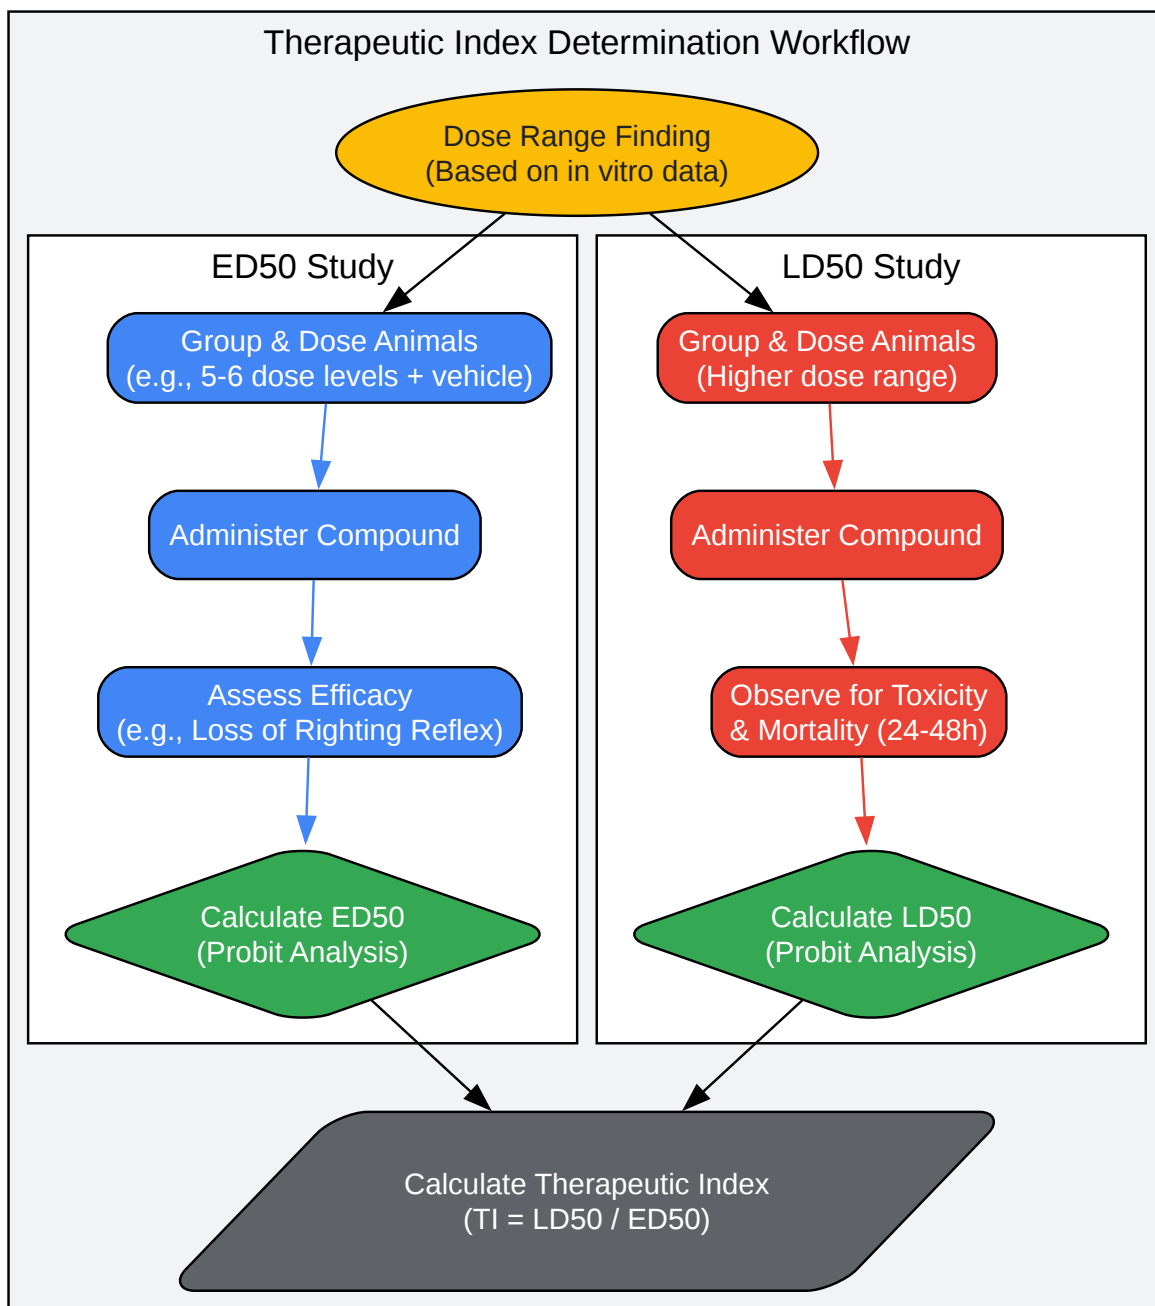 Therapeutic Index Determination Workflow
Dose Range Finding
(Based on in vitro data)
ED50 Study
Group & Dose Animals
(e.g., 5-6 dose levels + vehicle)
Administer Compound
Assess Efficacy
(e.g., Loss of Righting Reflex)
Calculate ED50
(Probit Analysis)
LD50 Study
Group & Dose Animals
(Higher dose range)
Administer Compound
Observe for Toxicity
& Mortality (24-48h)
Calculate LD50
(Probit Analysis)
Calculate Therapeutic Index
(TI = LD50 / ED50)